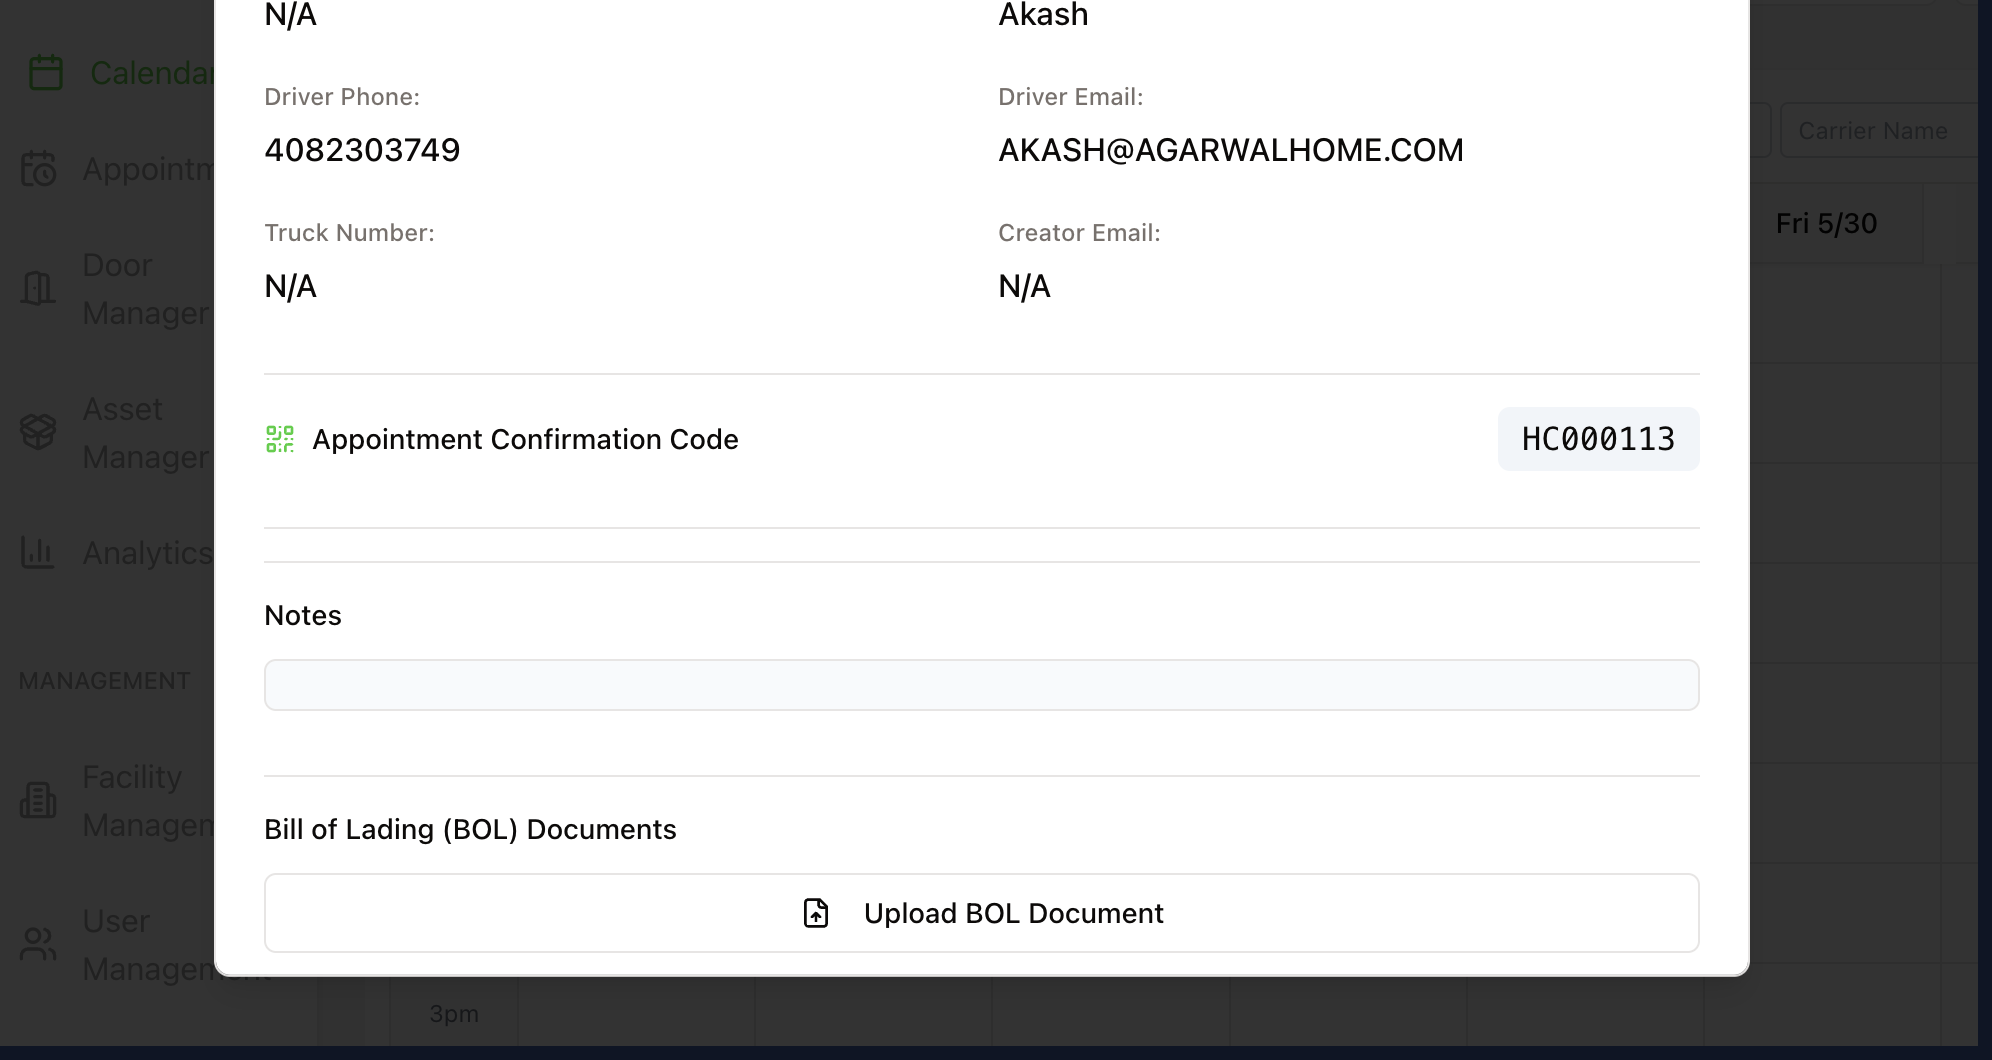 N/A
Akash
Calendar
Driver Phone:
Driver Email:
4082303749
AKASH@AGARWALHOME.COM
Carrier Name
Appointm
Truck Number:
Creator Email:
Fri 5/30
N/A
N/A
Door
Manager
Asset
Manager
Appointment Confirmation Code
HC000113
Analytics
Notes
MANAGEMENT
Facility
Managem
Bill of Lading (BOL) Documents
Upload BOL Document
User
Management
3pm